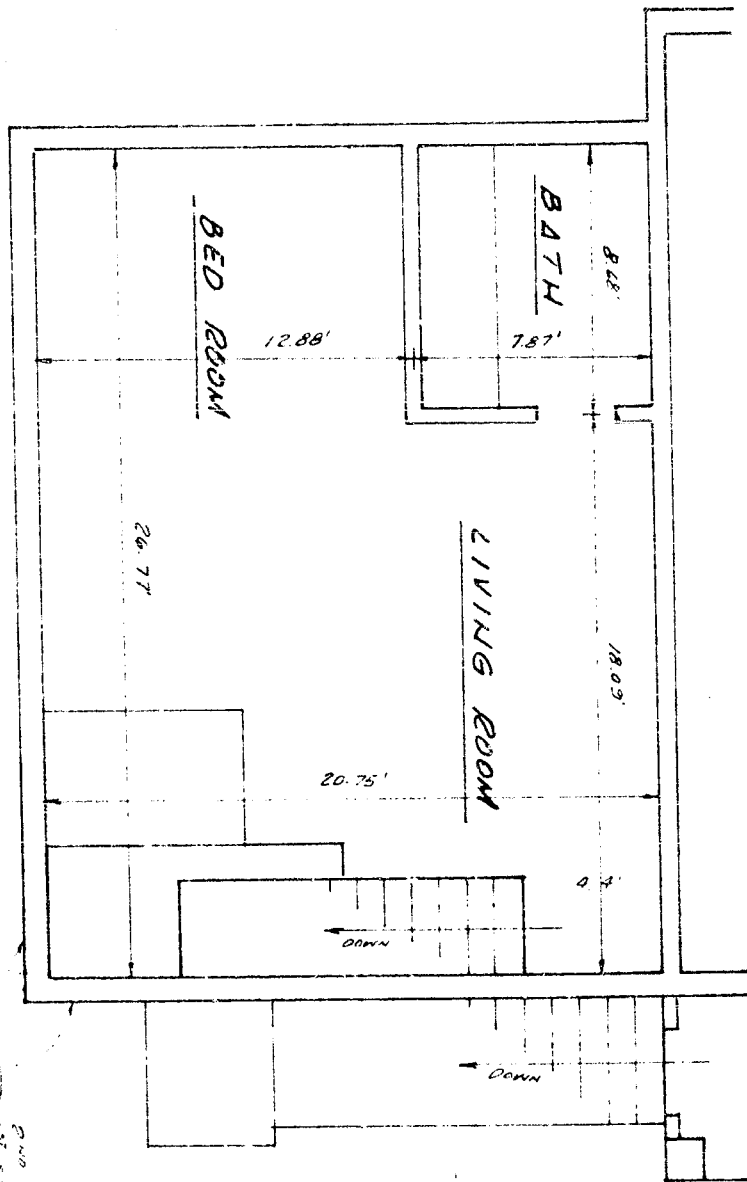 BATH
8.68'
BED ROOM
12.88'
7.87'
26.77'
LIVING ROOM
18.09'
20.75'
DOWN
DOWN
2ND